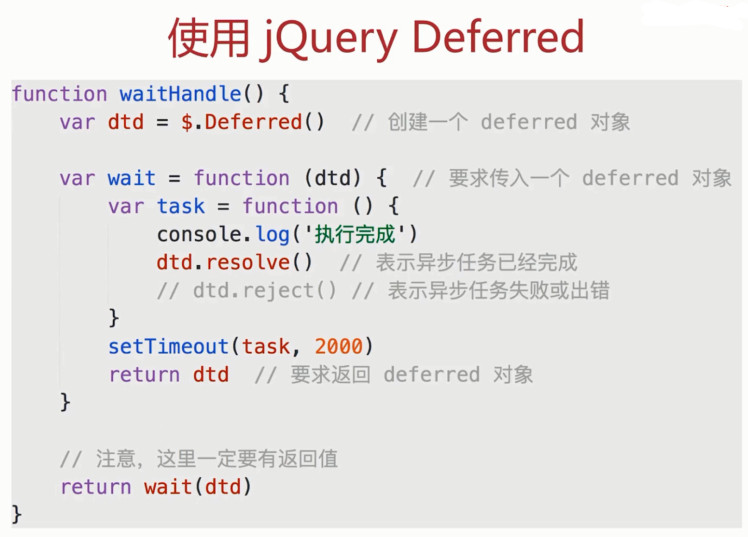 使用 jQuery Deferred
function waitHandle() {
var dtd = $.Deferred() // 创建一个 deferred 对象
var wait = function (dtd) { // 要求传入一个 deferred 对象
var task = function () {
console.log('执行完成')
dtd.resolve() // 表示异步任务已经完成
// dtd.reject() // 表示异步任务失败或出错
}
setTimeout(task, 2000)
return dtd // 要求返回 deferred 对象
}
// 注意，这里一定要有返回值
return wait(dtd)
}